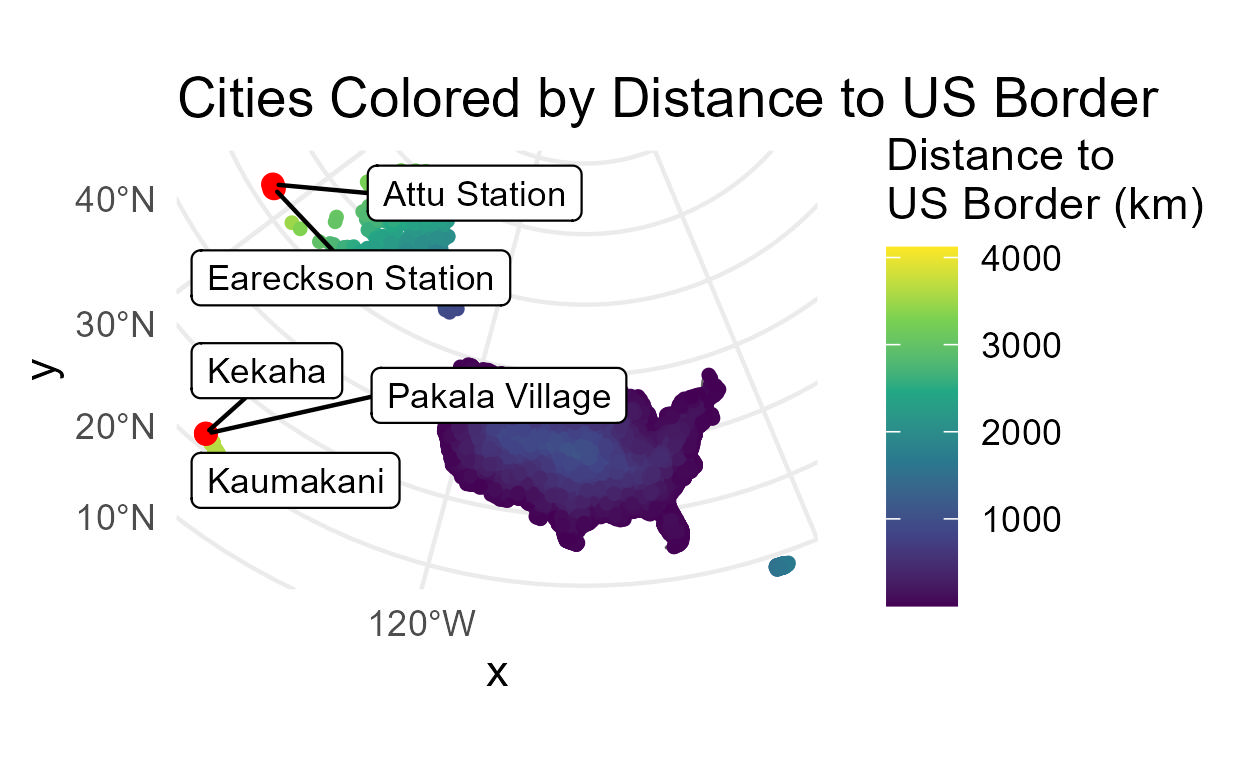 Cities Colored by Distance to US Border
Distance to
US Border (km)
4000
3000
2000
1000
40°N
30°N
20°N
10°N
y
Attu Station
Eareckson Station
Kekaha
Pakala Village
Kaumakani
120°W
x